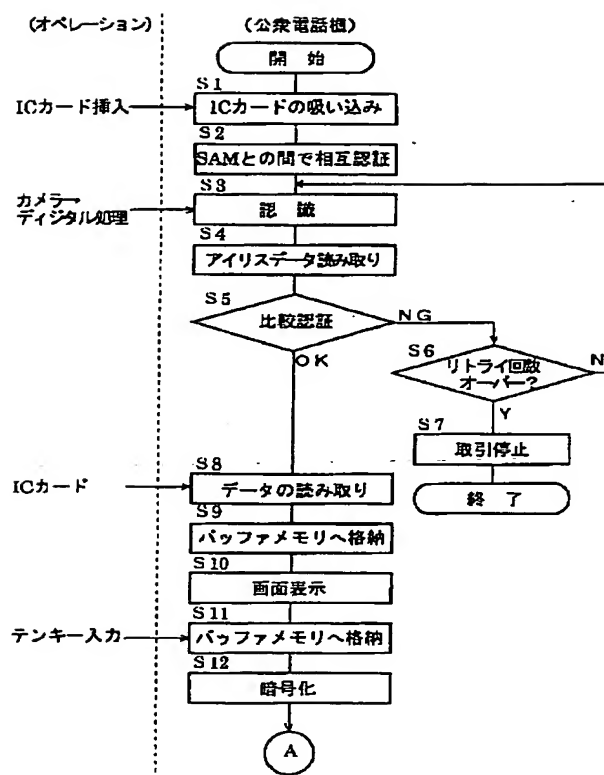 (オペレーション)
(公衆電話機)
開 始
S1
ICカード挿入
ICカードの吸い込み
S2
SAMとの間で相互認証
S3
カメラ→
ディジタル処理
認 識
S4
アイリスデータ読み取り
S5
比較認証
NG
OK
S6
リトライ回数
オーバー?
N
Y
S7
取引停止
終 了
S8
ICカード
データの読み取り
S9
バッファメモリへ格納
S10
画面表示
S11
テンキー入力
バッファメモリへ格納
S12
暗号化
A